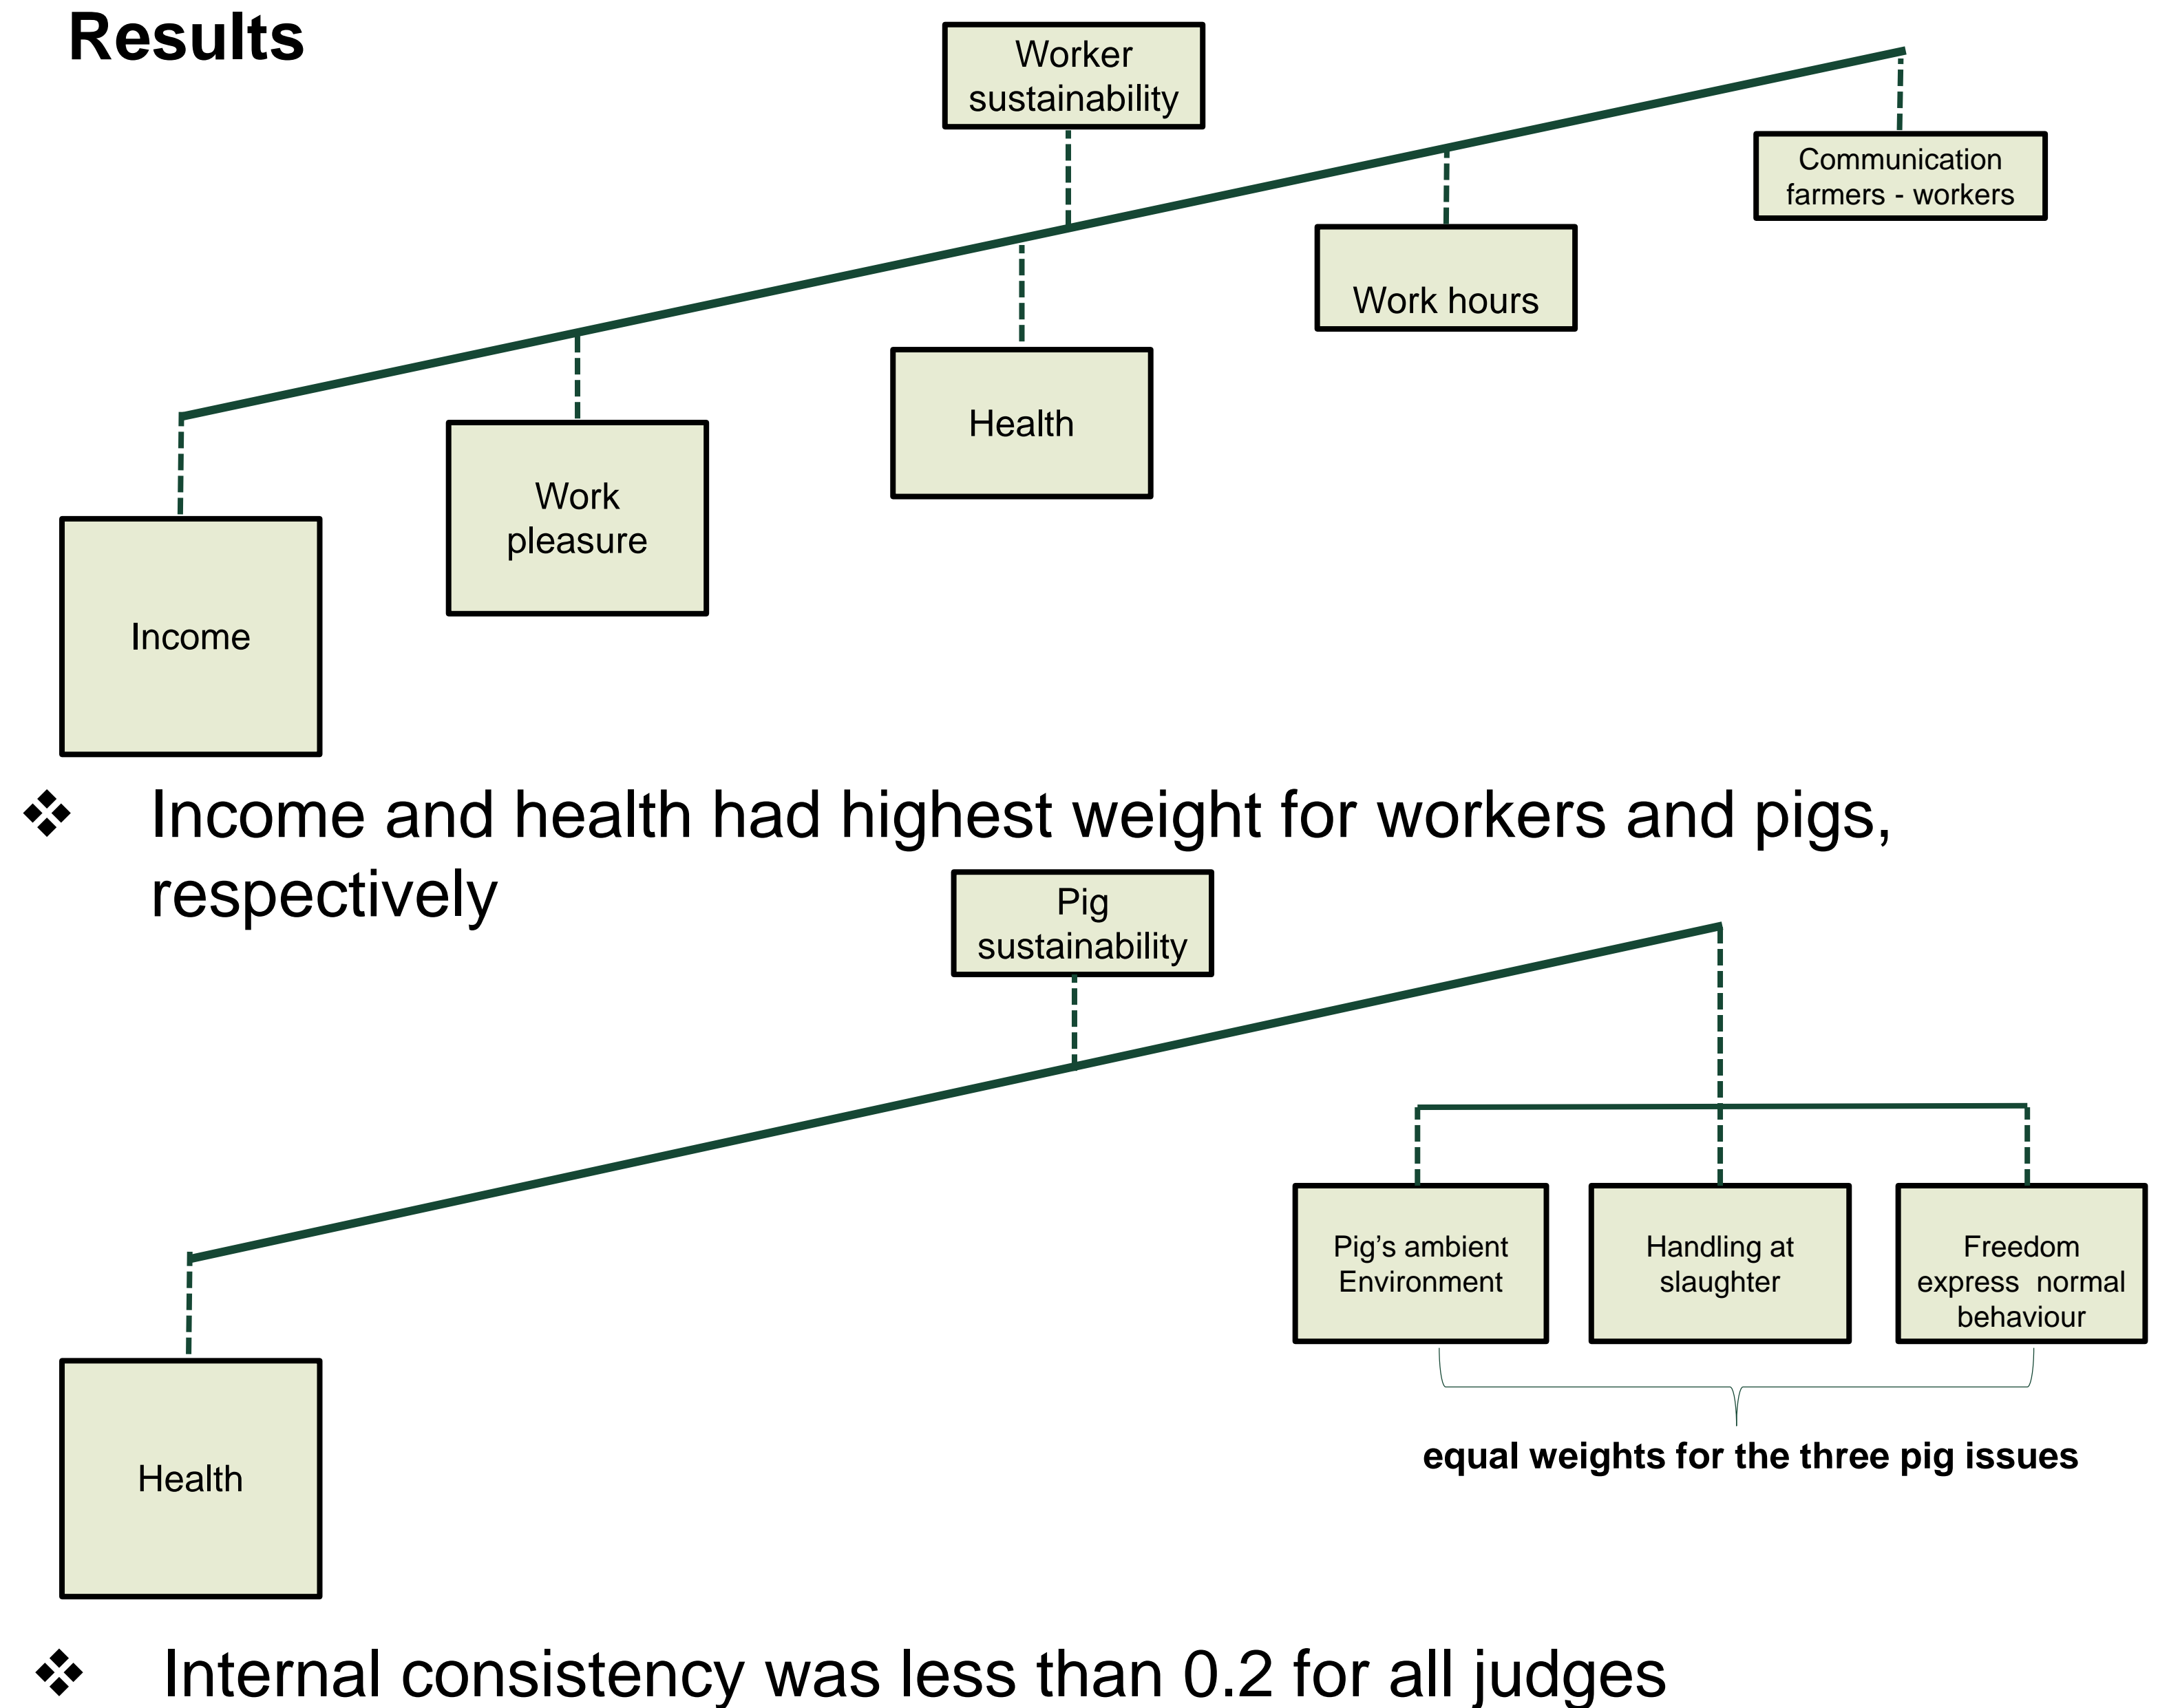 Results
Worker
sustainability
Communication
farmers - workers
Work hours
Health
Work
pleasure
Income
❖ Income and health had highest weight for workers and pigs,
respectively
Pig
sustainability
Pig’s ambient
Environment
Handling at
slaughter
Freedom
express normal
behaviour
equal weights for the three pig issues
Health
❖ Internal consistency was less than 0.2 for all judges